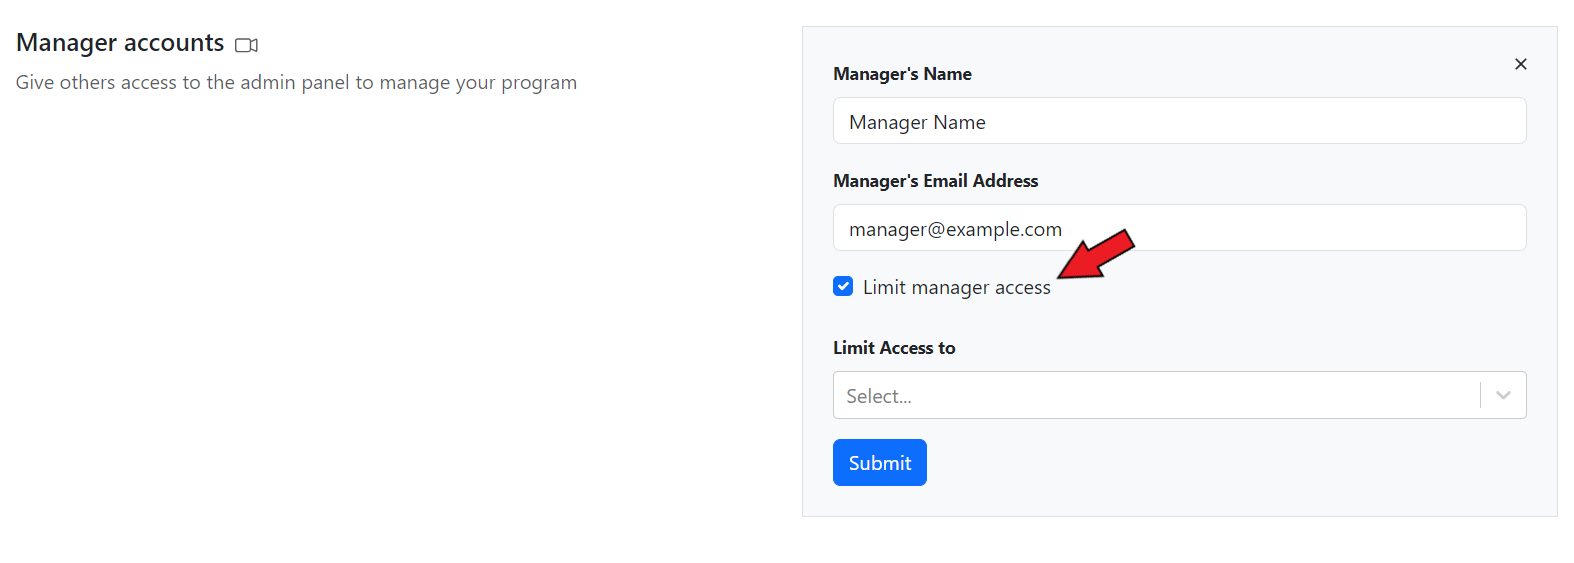 Manager accounts
Give others access to the admin panel to manage your program
Manager's Name
Manager Name
Manager's Email Address
manager@example.com
Limit manager access
Limit Access to
Select...
Submit